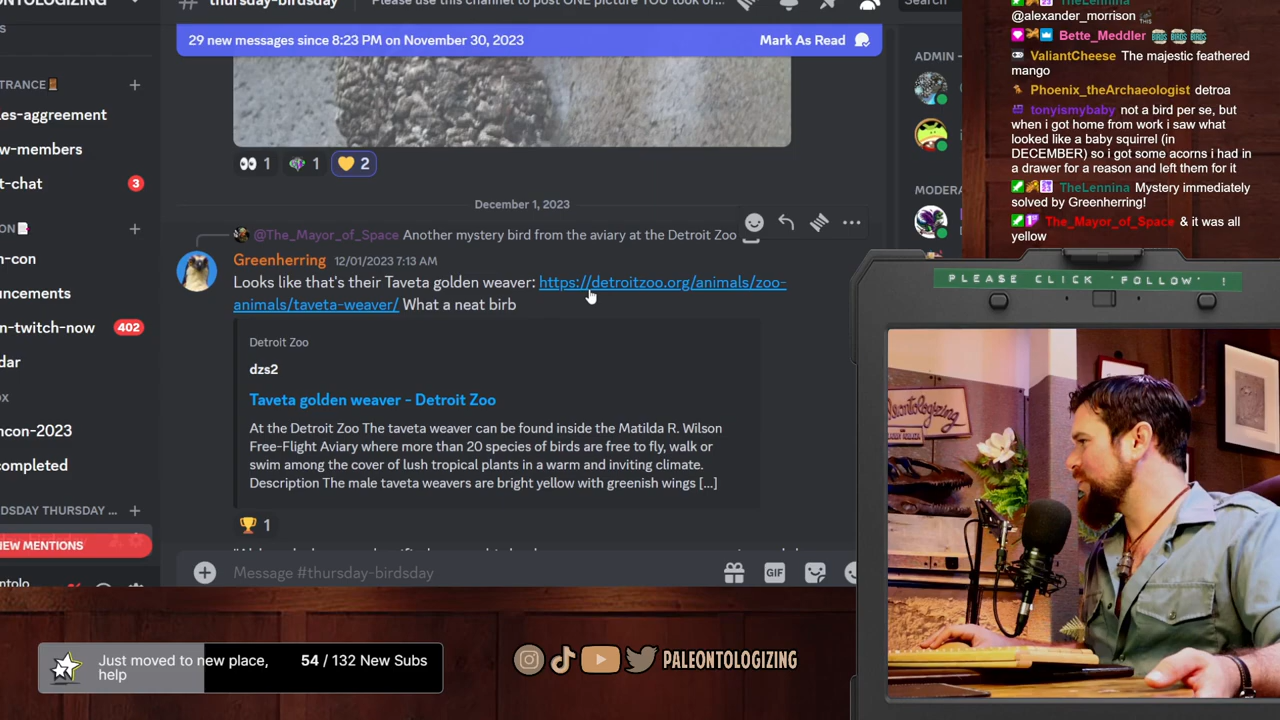 thursday-birdsday
Please use this channel to post ONE picture You took of...
Search
29 new messages since 8:23 PM on November 30, 2023
Mark As Read
TRANCE
es-aggreement
w-members
t-chat
3
ON
n-con
uncements
n-twitch-now
402
dar
OX
ncon-2023
completed
DSDAY THURSDAY ...
EW MENTIONS
1
1
2
December 1, 2023
@The_Mayor_of_Space Another mystery bird from the aviary at the Detroit Zoo
Greenherring 12/01/2023 7:13 AM
Looks like that's their Taveta golden weaver: https://detroitzoo.org/animals/zoo-
animals/taveta-weaver/ What a neat birb
Detroit Zoo
dzs2
Taveta golden weaver - Detroit Zoo
At the Detroit Zoo The taveta weaver can be found inside the Matilda R. Wilson
Free-Flight Aviary where more than 20 species of birds are free to fly, walk or
swim among the cover of lush tropical plants in a warm and inviting climate.
Description The male taveta weavers are bright yellow with greenish wings [...]
1
Message #thursday-birdsday
GIF
ADMIN -
MODERA
TheLennina
@alexander_morrison
Bette_Meddler
ValiantCheese The majestic feathered
mango
Phoenix_theArchaeologist detroa
tonyismybaby not a bird per se, but
when i got home from work i saw what
looked like a baby squirrel (in
DECEMBER) so i got some acorns i had in
a drawer for a reason and left them for it
TheLennina Mystery immediately
solved by Greenherring!
The_Mayor_of_Space & it was all
yellow
PLEASE CLICK 'FOLLOW' !
Just moved to new place,
help
54 / 132 New Subs
PALEONTOLOGIZING